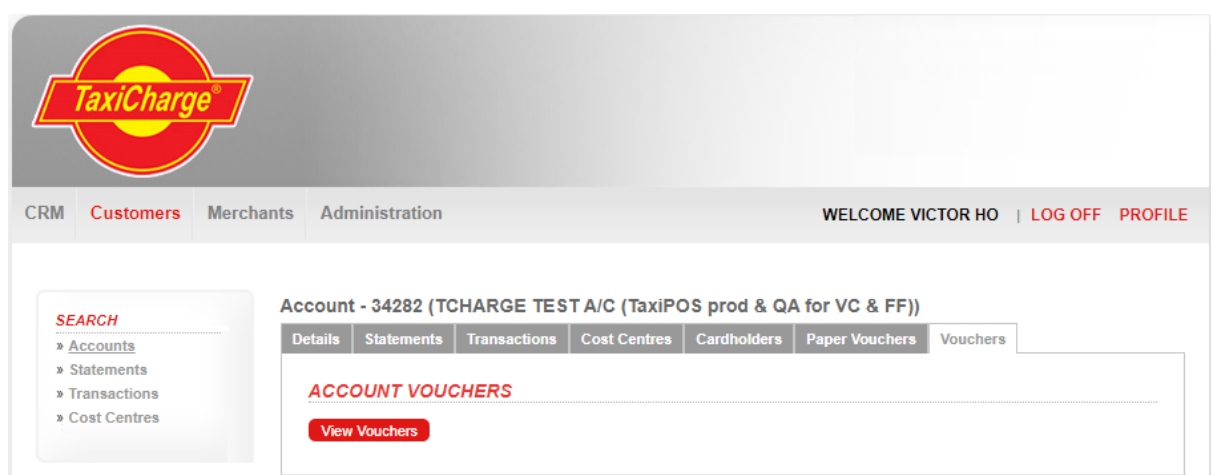 TaxiCharge®
CRM Customers Merchants Administration WELCOME VICTOR HO | LOG OFF PROFILE
SEARCH
» Accounts
» Statements
» Transactions
» Cost Centres
Account - 34282 (TCHARGE TEST A/C (TaxiPOS prod & QA for VC & FF))
Details Statements Transactions Cost Centres Cardholders Paper Vouchers Vouchers
ACCOUNT VOUCHERS
View Vouchers